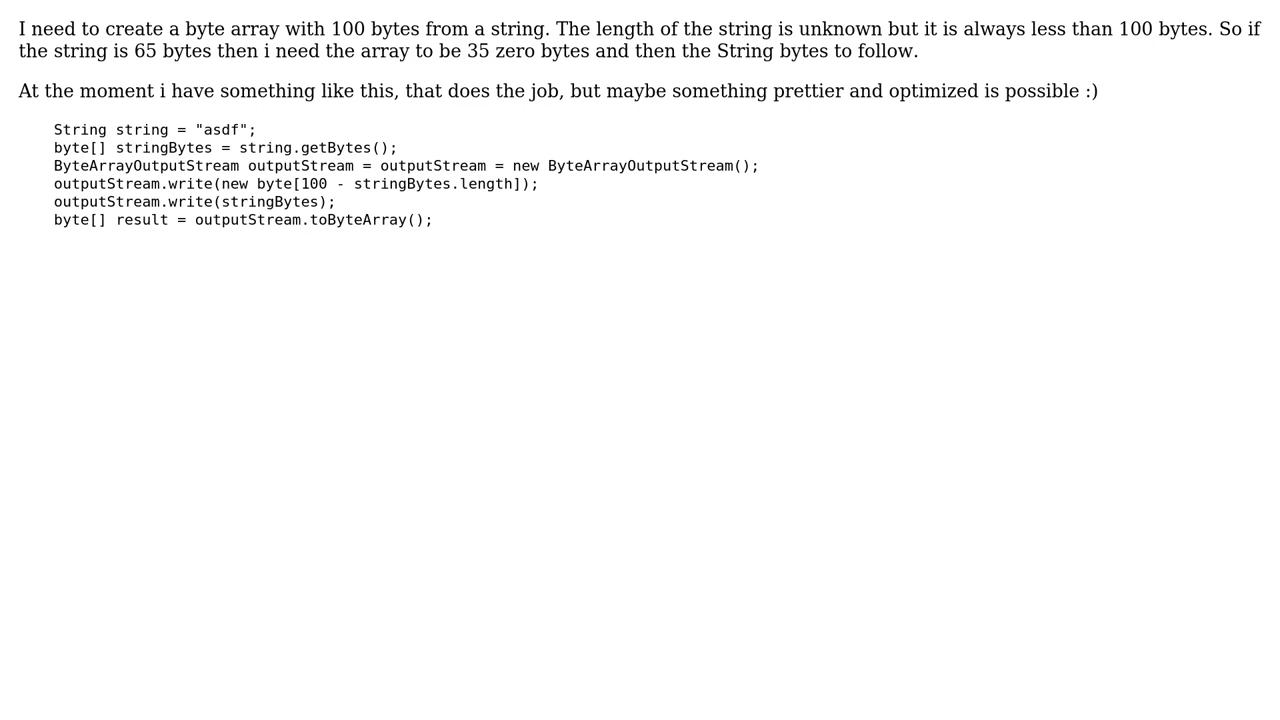 I need to create a byte array with 100 bytes from a string. The length of the string is unknown but it is always less than 100 bytes. So if
the string is 65 bytes then i need the array to be 35 zero bytes and then the String bytes to follow.
At the moment i have something like this, that does the job, but maybe something prettier and optimized is possible :)
String string = "asdf";
byte[] stringBytes = string.getBytes();
ByteArrayOutputStream outputStream = outputStream = new ByteArrayOutputStream();
outputStream.write(new byte[100 - stringBytes.length]);
outputStream.write(stringBytes);
byte[] result = outputStream.toByteArray();